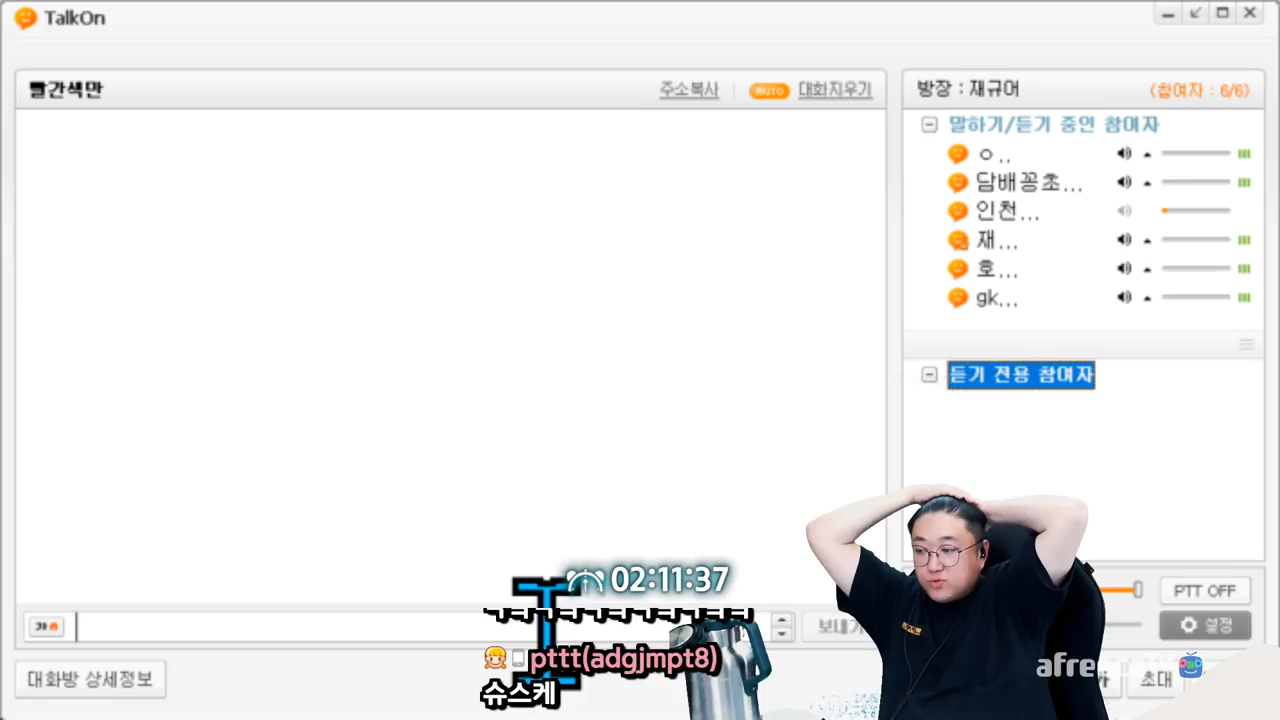 TalkOn
빨간색만
주소복사
AUTO
대화지우기
방장 : 재규어
(참여자 : 6/6)
말하기/듣기 중인 참여자
ㅇ..
담배꽁초...
인천...
재...
호...
gk...
듣기 전용 참여자
02:11:37
PTT OFF
설정
pttt(adgjmpt8)
슈스케
대화방 상세정보
초대